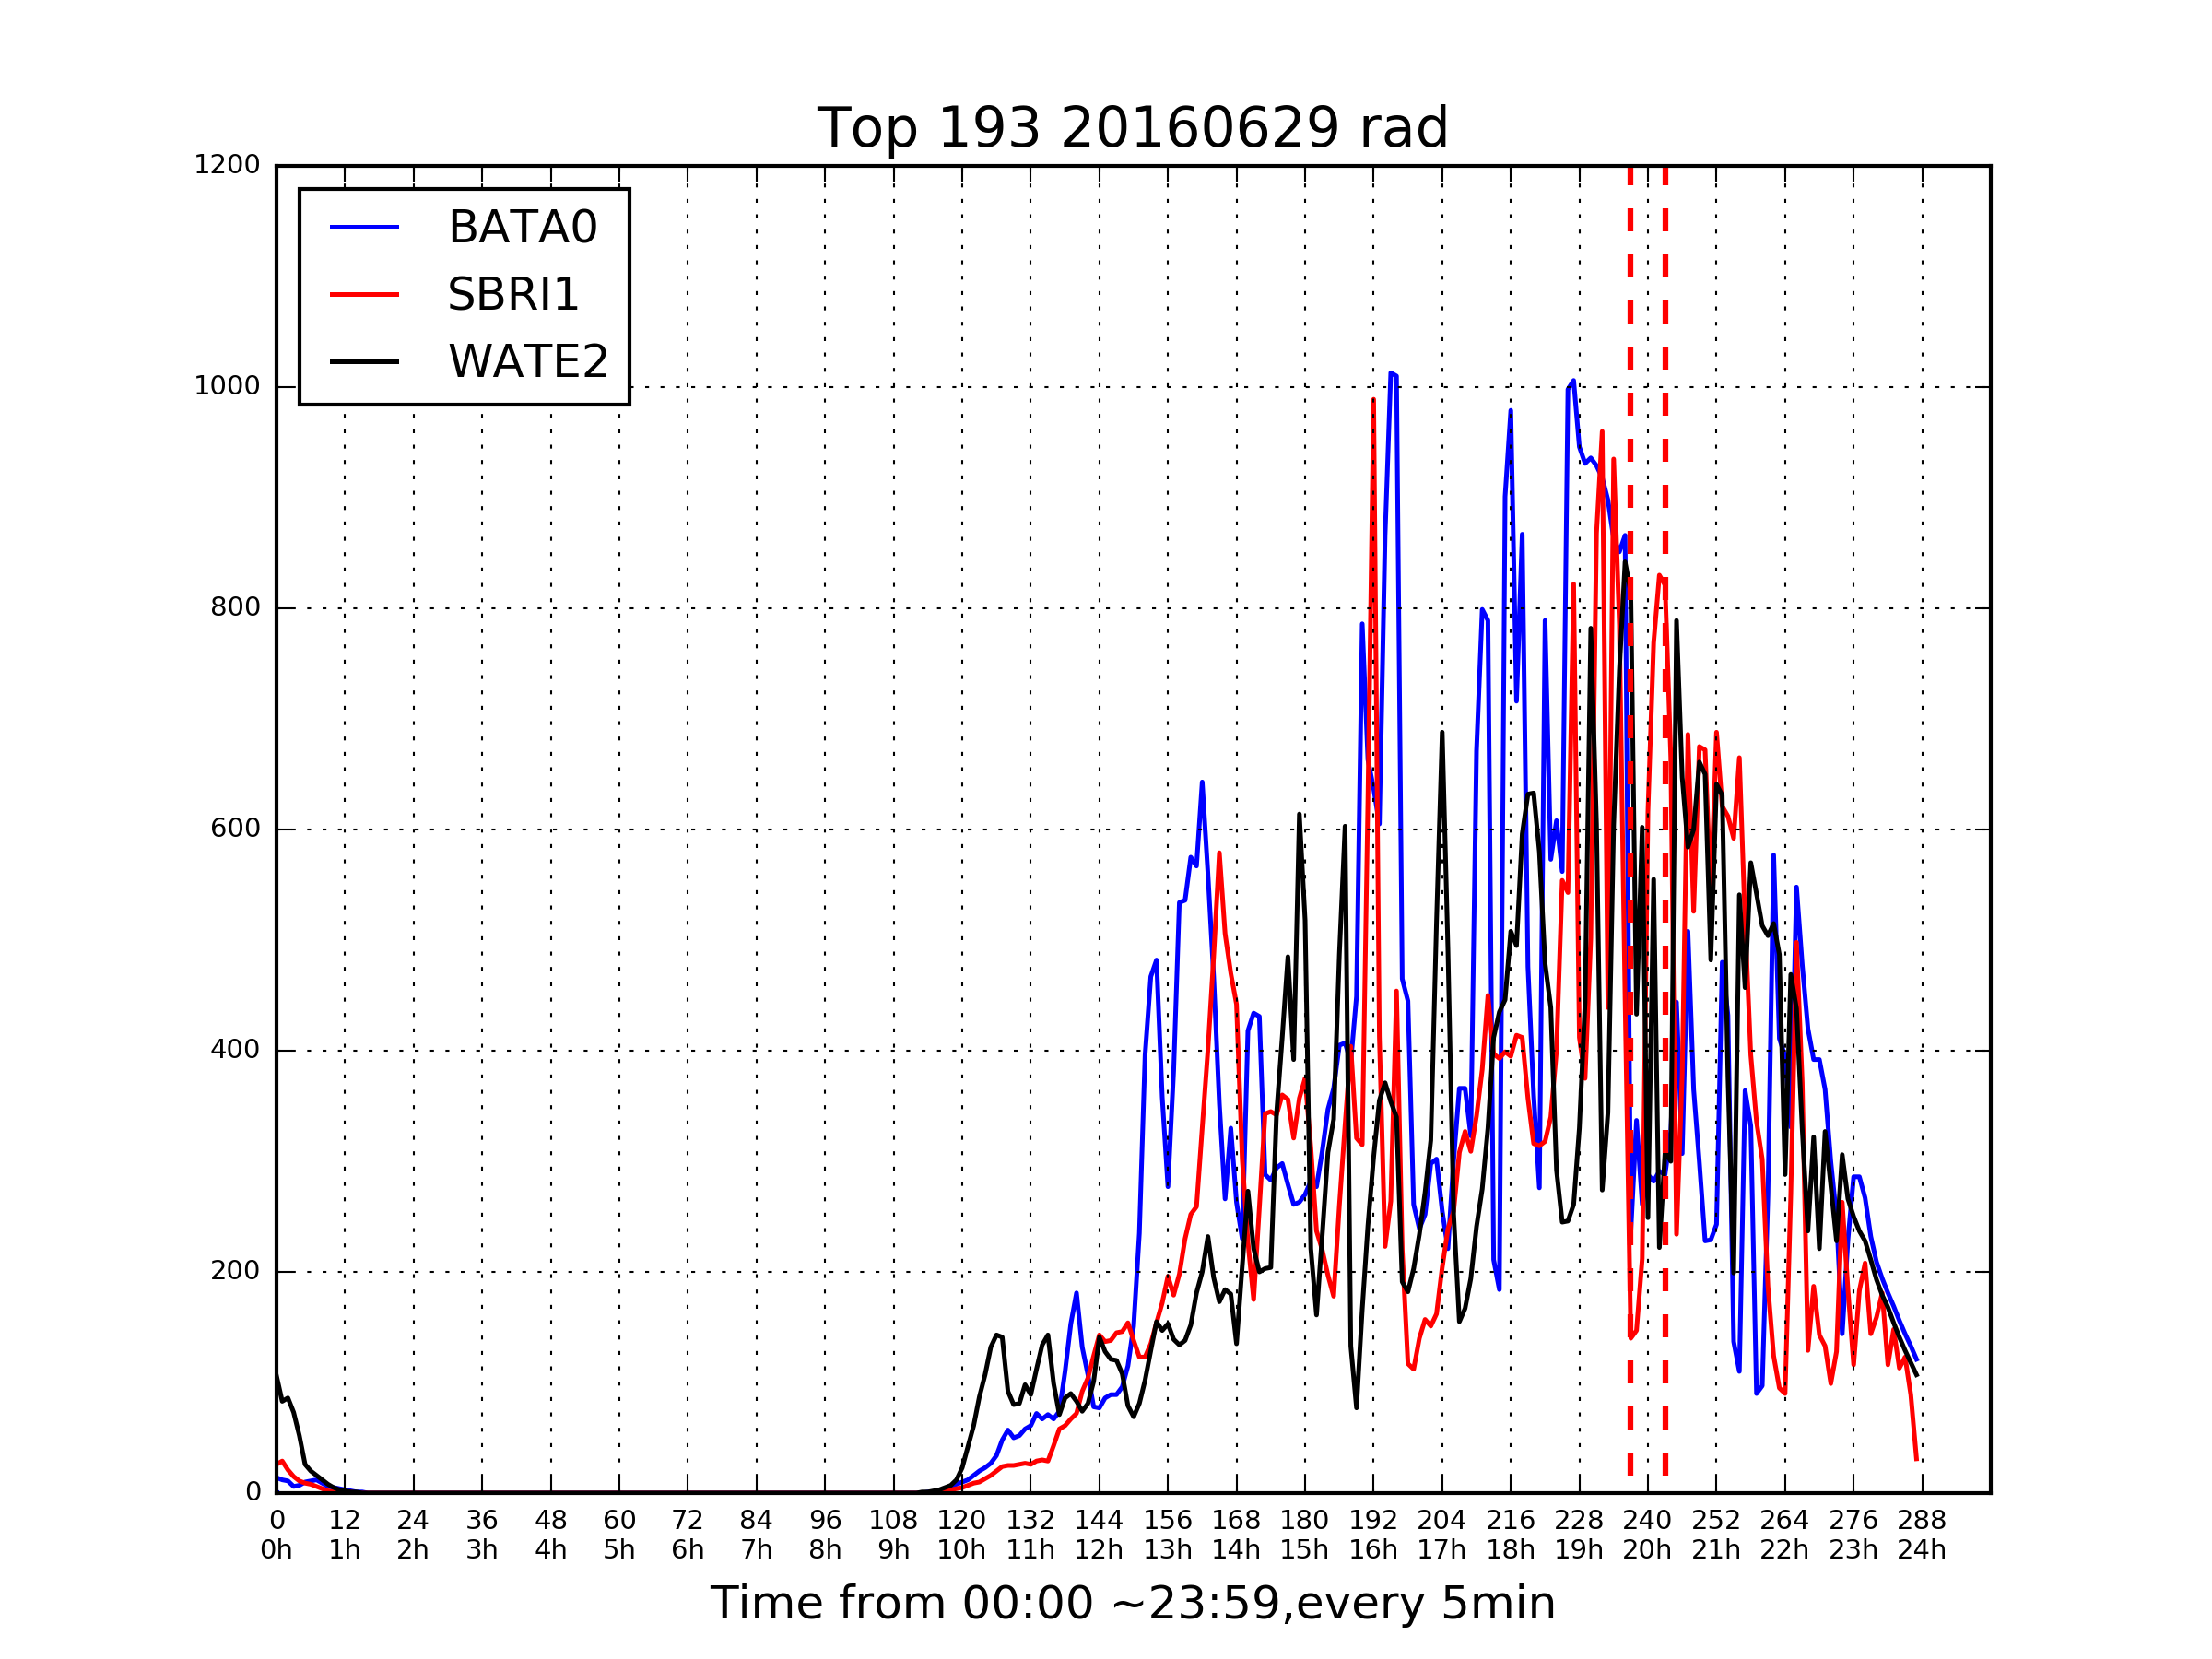 Top 193 20160629 rad
1200
1000
800
600
400
200
0
BATA0
SBRI1
WATE2
0 12 24 36 48 60 72 84 96 108 120 132 144 156 168 180 192 204 216 228 240 252 264 276 288
0h 1h 2h 3h 4h 5h 6h 7h 8h 9h 10h 11h 12h 13h 14h 15h 16h 17h 18h 19h 20h 21h 22h 23h 24h
Time from 00:00 ~23:59,every 5min